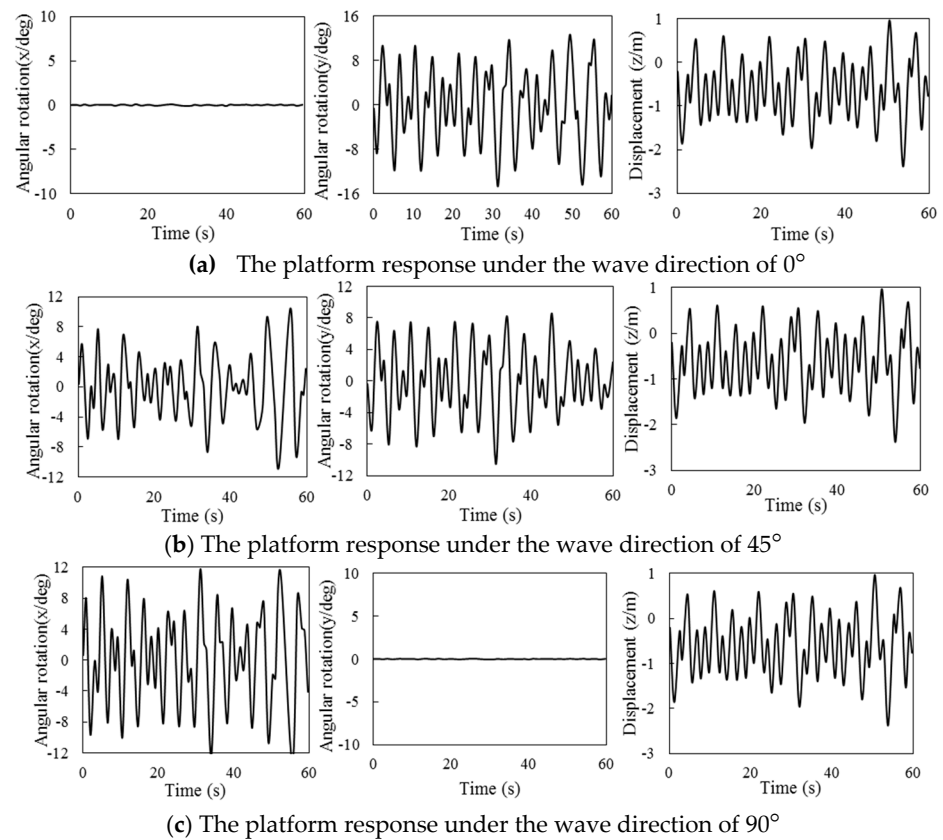 Angular rotation(x/deg)
10
5
0
-5
-10
0 20 40 60
Time (s)
Angular rotation(y/deg)
16
8
0
-8
-16
0 10 20 30 40 50 60
Time (s)
Displacement (z/m)
1
0
-1
-2
-3
0 20 40 60
Time (s)
(a) The platform response under the wave direction of 0°
Angular rotation(x/deg)
12
8
4
0
-4
-8
-12
0 20 40 60
Time (s)
Angular rotation(y/deg)
12
8
4
0
-4
-8
-12
0 20 40 60
Time (s)
Displacement (z/m)
1
0
-1
-2
-3
0 20 40 60
Time (s)
(b) The platform response under the wave direction of 45°
Angular rotation(x/deg)
12
8
4
0
-4
-8
-12
0 20 40 60
Time (s)
Angular rotation(y/deg)
10
5
0
-5
-10
0 20 40 60
Time (s)
Displacement (z/m)
1
0
-1
-2
-3
0 20 40 60
Time (s)
(c) The platform response under the wave direction of 90°